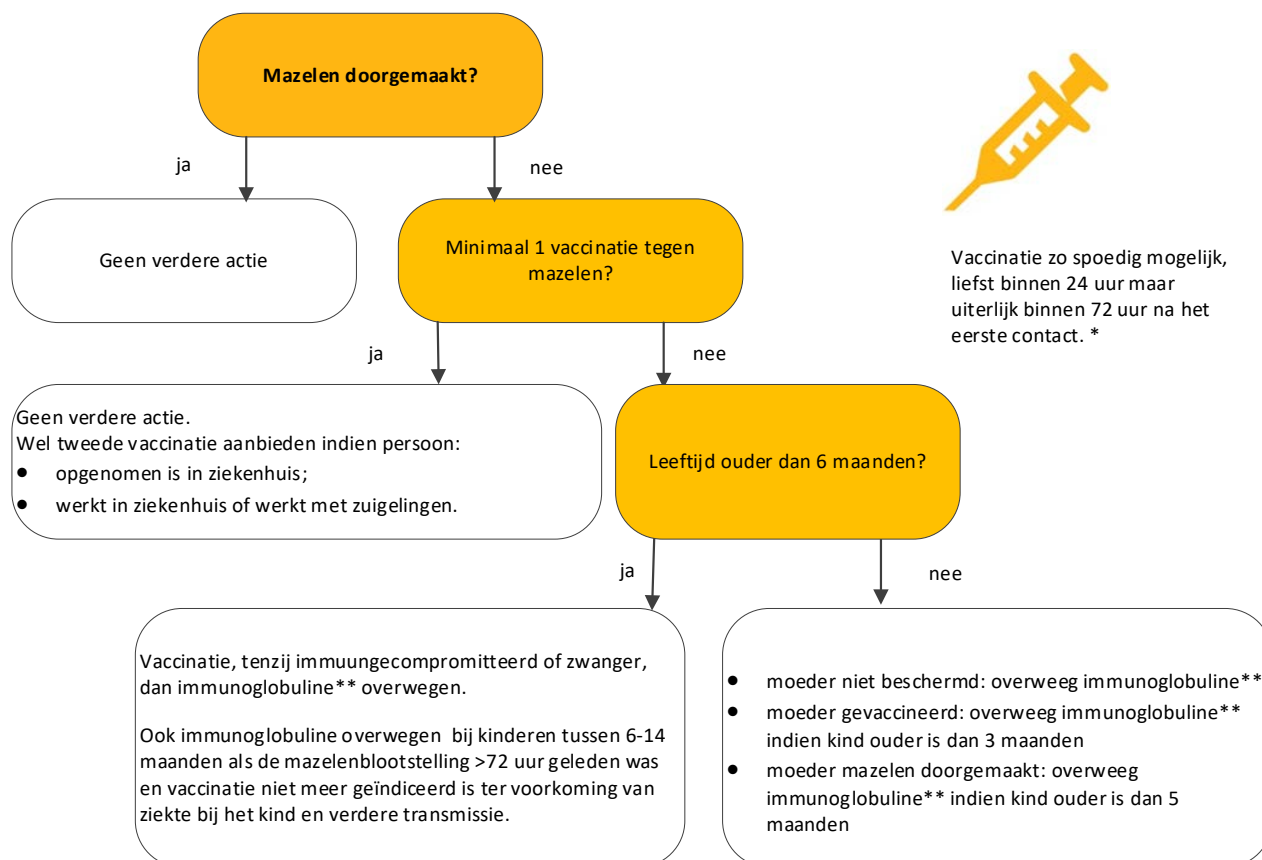 Mazelen doorgemaakt?
ja
nee
Geen verdere actie
Minimaal 1 vaccinatie tegen
mazelen?
Vaccinatie zo spoedig mogelijk,
liefst binnen 24 uur maar
uiterlijk binnen 72 uur na het
eerste contact. *
ja
nee
Geen verdere actie.
Wel tweede vaccinatie aanbieden indien persoon:
● opgenomen is in ziekenhuis;
● werkt in ziekenhuis of werkt met zuigelingen.
Leeftijd ouder dan 6 maanden?
ja
nee
Vaccinatie, tenzij immuungecompromitteerd of zwanger,
dan immunoglobuline** overwegen.
Ook immunoglobuline overwegen bij kinderen tussen 6-14
maanden als de mazelenblootstelling >72 uur geleden was
en vaccinatie niet meer geïndiceerd is ter voorkoming van
ziekte bij het kind en verdere transmissie.
● moeder niet beschermd: overweeg immunoglobuline**
● moeder gevaccineerd: overweeg immunoglobuline**
indien kind ouder is dan 3 maanden
● moeder mazelen doorgemaakt: overweeg
immunoglobuline** indien kind ouder is dan 5
maanden